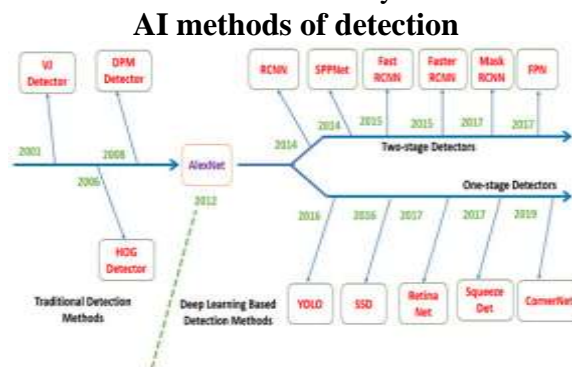 AI methods of detection
VJ
Detector
DPM
Detector
RCNN
SPPNet
Fast
RCNN
Faster
RCNN
Mask
RCNN
FPN
2014
2014
2015
2015
2017
2017
Two-stage Detectors
2001
2006
2008
AlexNet
2012
One-stage Detectors
2016
2016
2017
2017
2019
HOG
Detector
Traditional Detection
Methods
Deep Learning Based
Detection Methods
YOLO
SSD
Retina
Net
Squeeze
Det
CornerNet